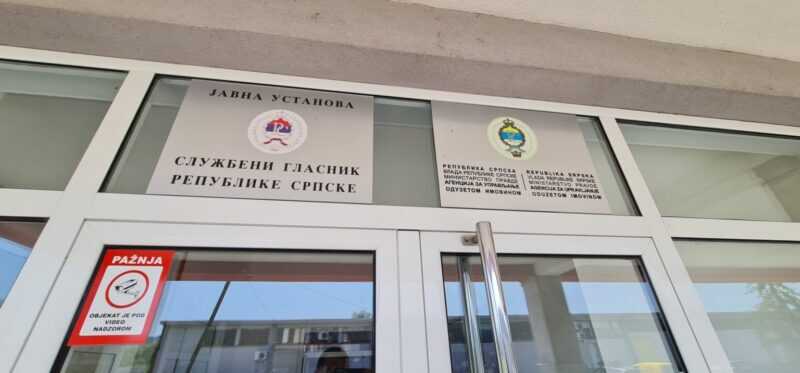 ЈАВНА УСТАНОВА
СЛУЖБЕНИ ГЛАСНИК
РЕПУБЛИКЕ СРПСКЕ
РЕПУБЛИКА СРПСКА
ВЛАДА РЕПУБЛИКЕ СРПСКЕ
МИНИСТАРСТВО ПРАВДЕ
АГЕНЦИЈА ЗА УПРАВЉАЊЕ
ОДУЗЕТОМ ИМОВИНОМ
REPUBLIKA SRPSKA
VLADA REPUBLIKE SRPSKE
MINISTARSTVO PRAVDE
AGENCIJA ZA UPRAVLJANJE
ODUZETOM IMOVINOM
PAŽNJA
OBJEKAT JE POD
VIDEO
NADZOROM